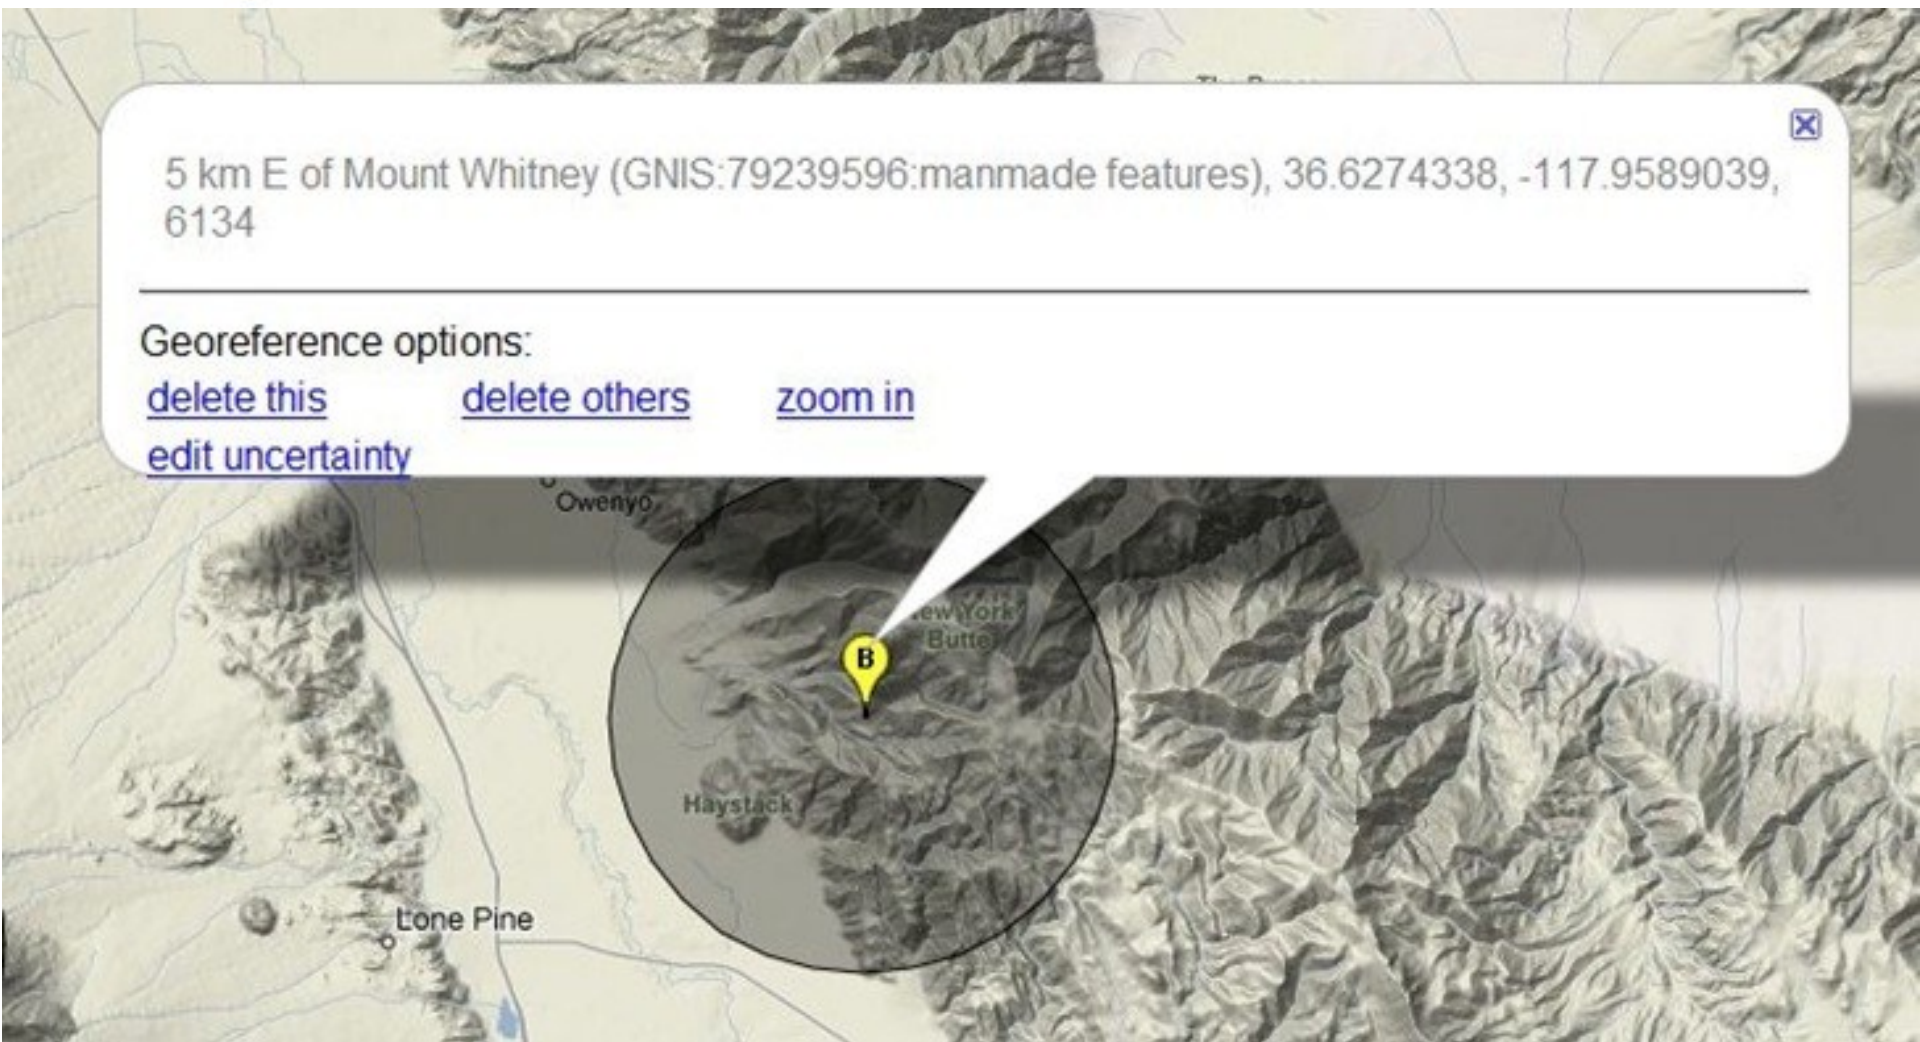 5 km E of Mount Whitney (GNIS:79239596:manmade features), 36.6274338, -117.9589039,
6134
Georeference options:
delete this delete others zoom in
edit uncertainty
Owenyo
Butte
B
Haystack
Lone Pine